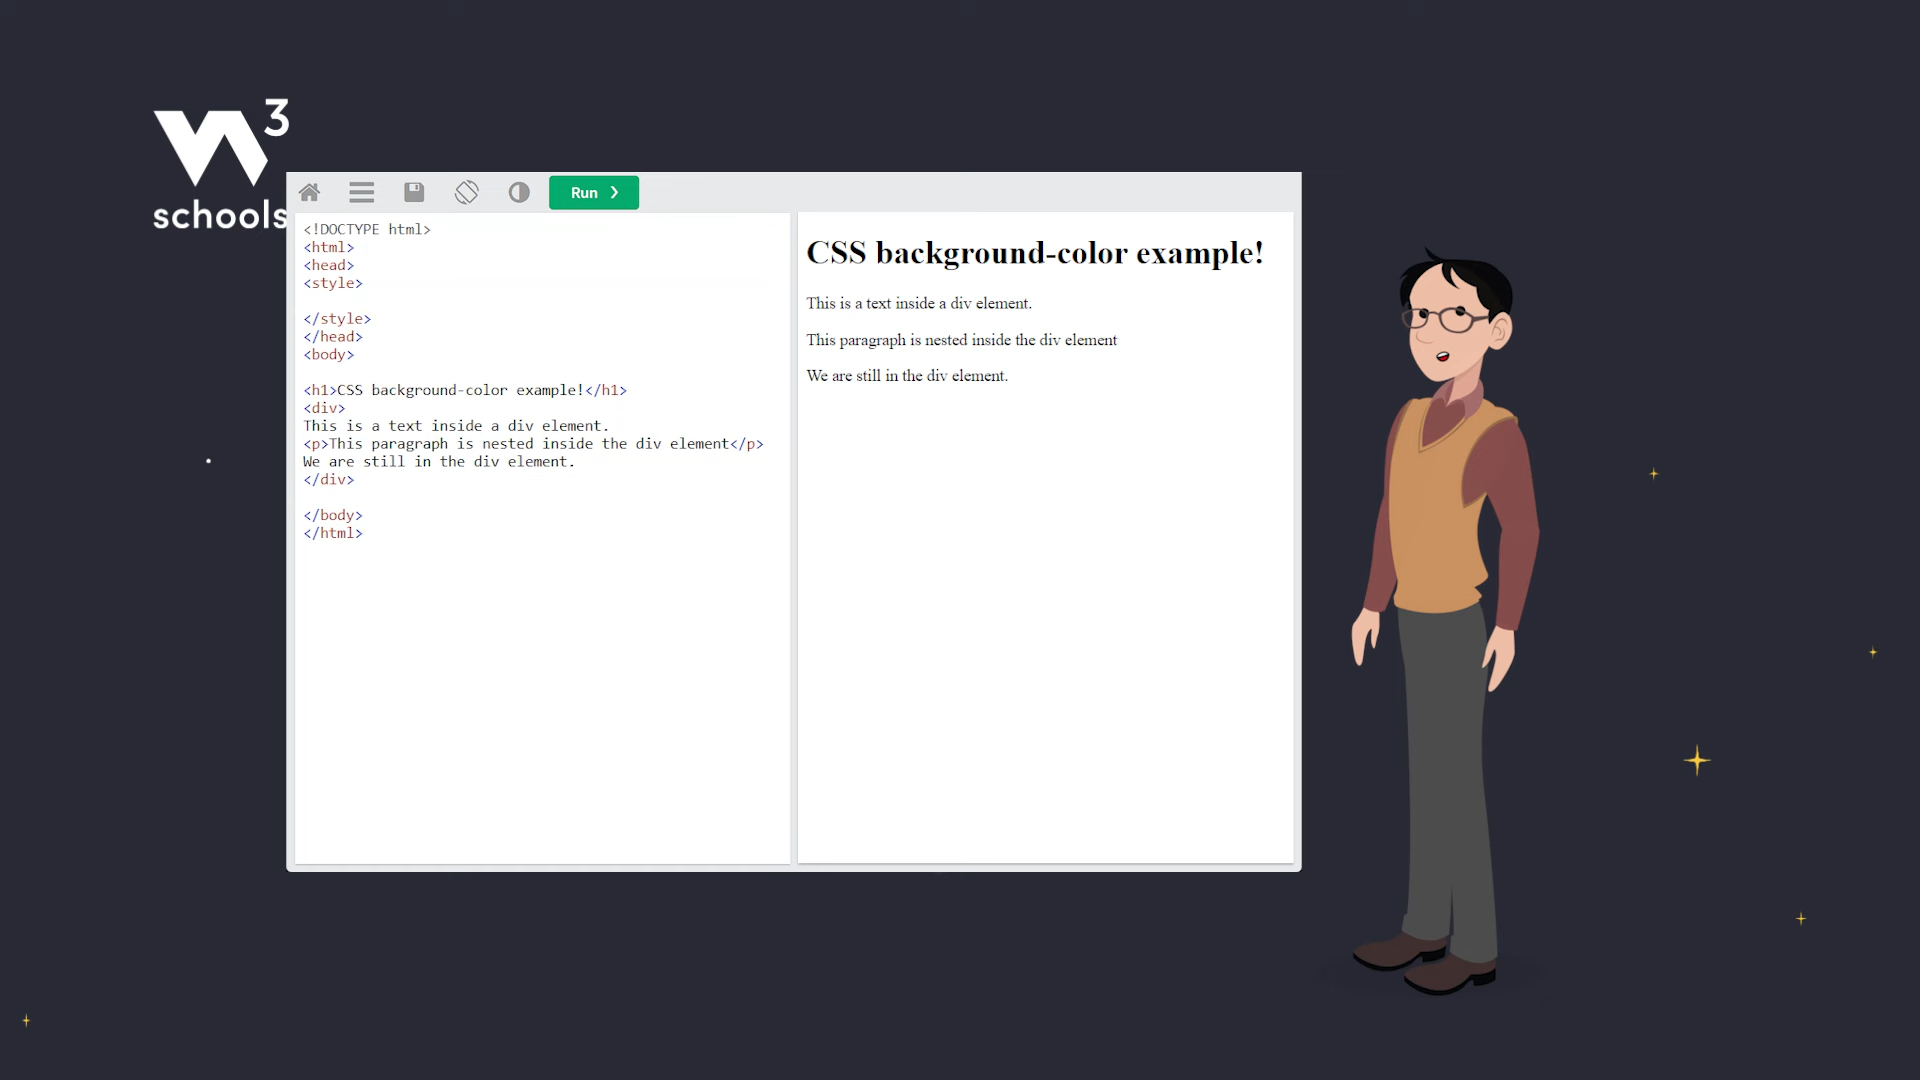 3
schools
Run
<!DOCTYPE html>
<html>
<head>
<style>
</style>
</head>
<body>
<h1>CSS background-color example!</h1>
<div>
This is a text inside a div element.
<p>This paragraph is nested inside the div element</p>
We are still in the div element.
</div>
</body>
</html>
CSS background-color example!
This is a text inside a div element.
This paragraph is nested inside the div element
We are still in the div element.